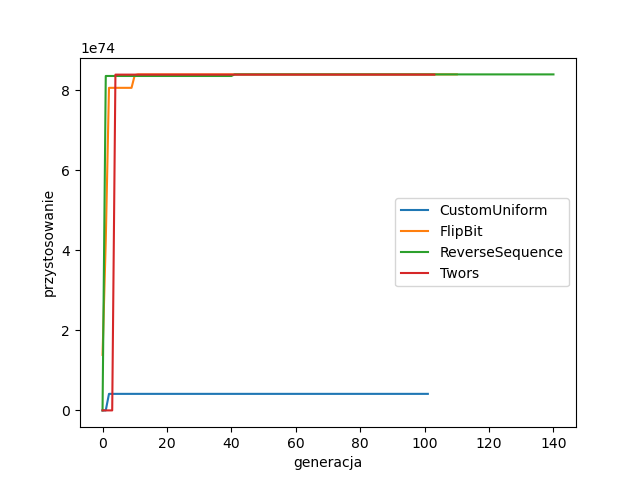 1e74
8
6
4
2
0
przystosowanie
CustomUniform
FlipBit
ReverseSequence
Twors
0 20 40 60 80 100 120 140
generacja